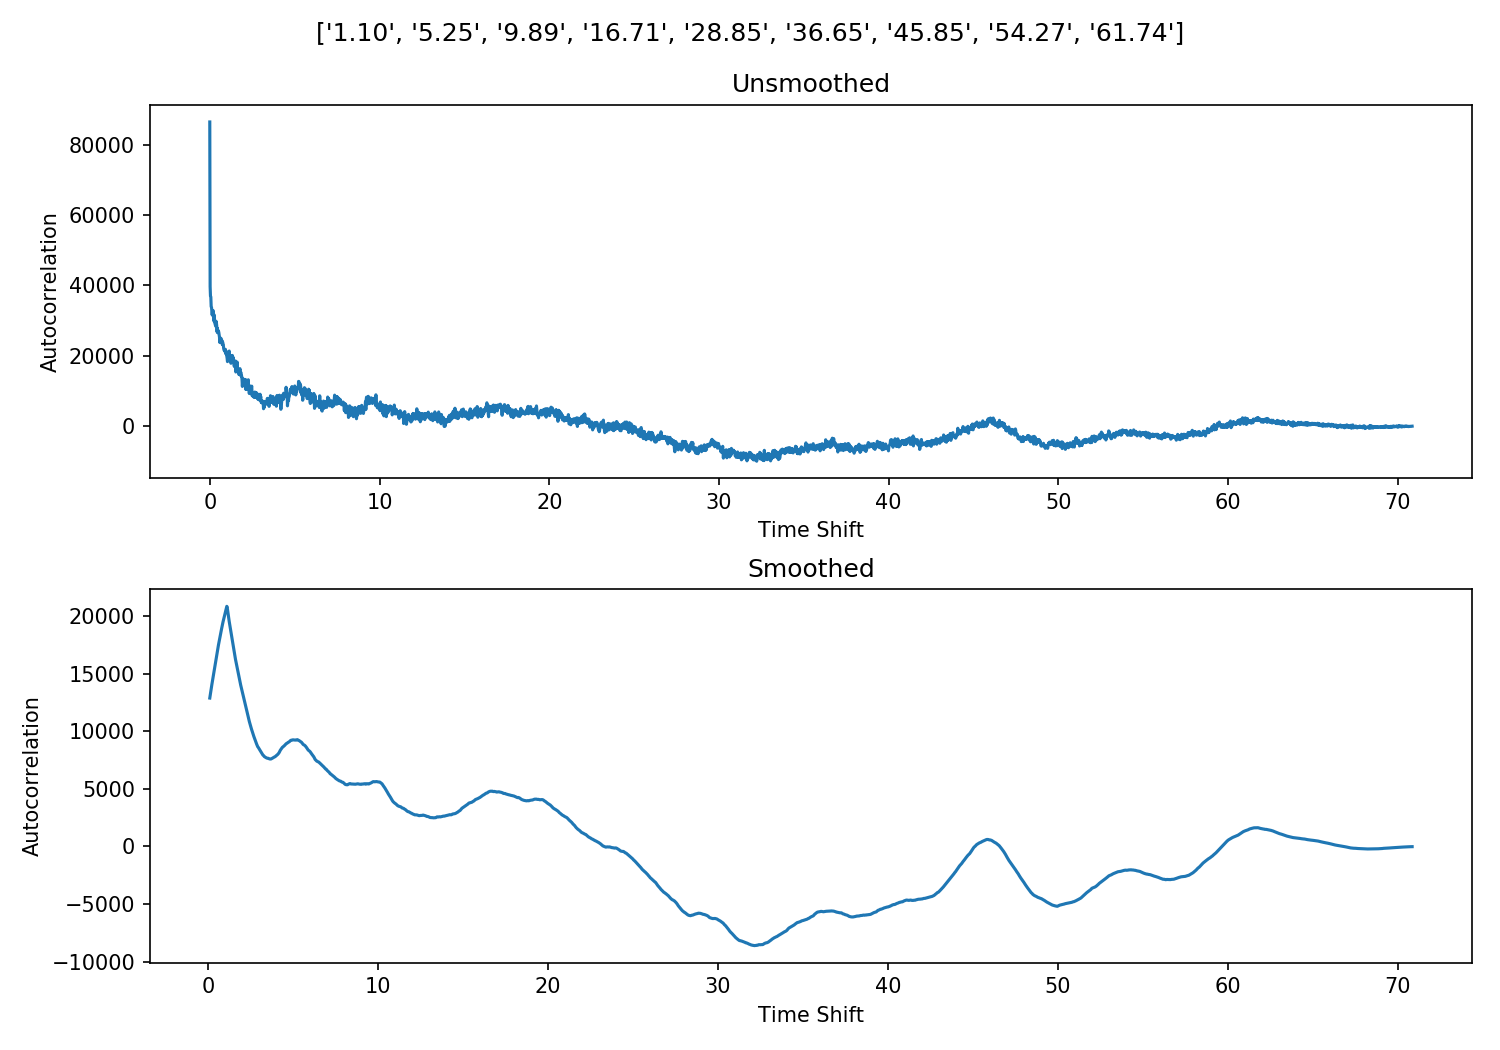 ['1.10', '5.25', '9.89', '16.71', '28.85', '36.65', '45.85', '54.27', '61.74']
Unsmoothed
80000
60000
40000
20000
0
Autocorrelation
0 10 20 30 40 50 60 70
Time Shift
Smoothed
20000
15000
10000
5000
0
−5000
−10000
Autocorrelation
0 10 20 30 40 50 60 70
Time Shift